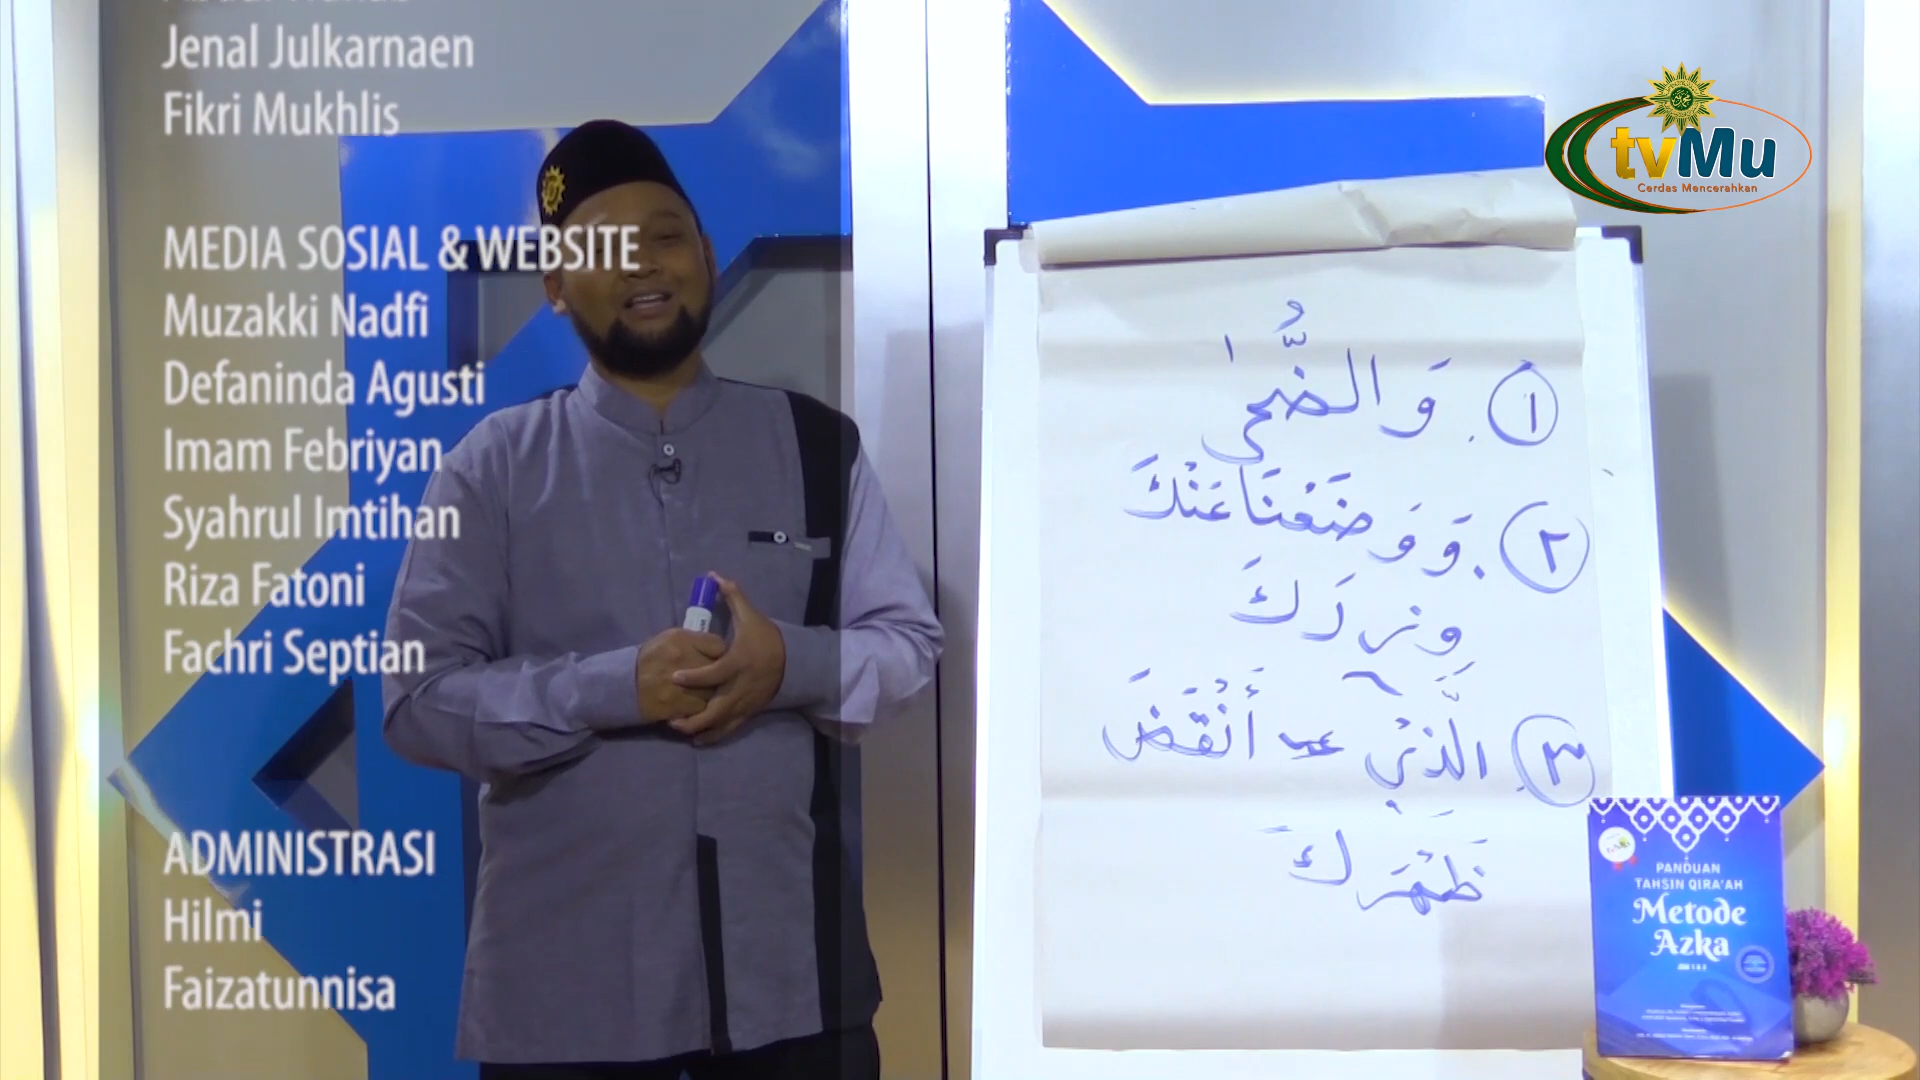 Jenal Julkarnaen
Fikri Mukhlis
MEDIA SOSIAL & WEBSITE
Muzakki Nadfi
Defaninda Agusti
Imam Febriyan
Syahrul Imtihan
Riza Fatoni
Fachri Septian
ADMINISTRASI
Hilmi
Faizatunnisa
tvMu
Cerdas Mencerahkan
١. وَالضُّحٰى
٢. وَوَضَعْنَا عَنْكَ
وِزْرَكَ
٣. الَّذِيْٓ أَنْقَضَ
ظَهْرَكَ
PANDUAN
TAHSIN QIRA'AH
Metode
Azka